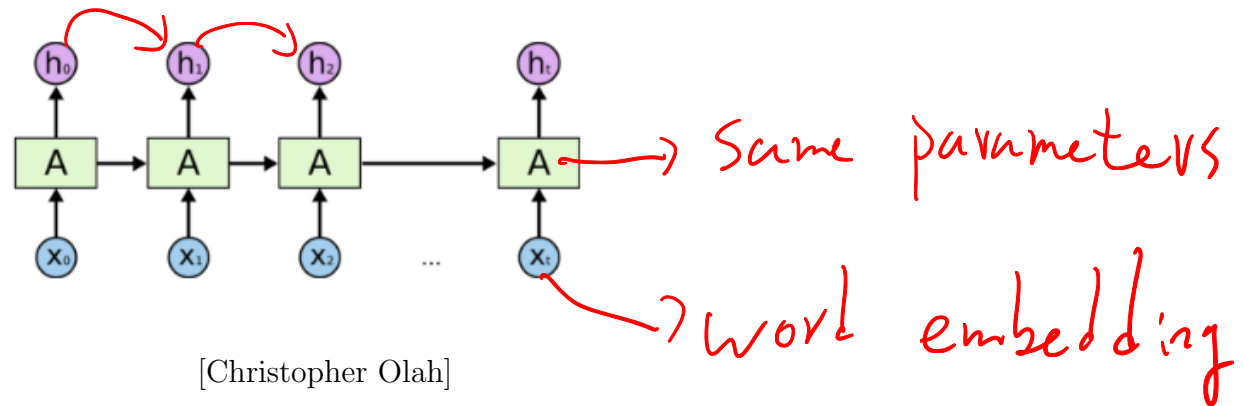 h₀ h₁ h₂ hₜ
A A A A Same parameters
x₀ x₁ x₂ ... xₜ
word embedding
[Christopher Olah]